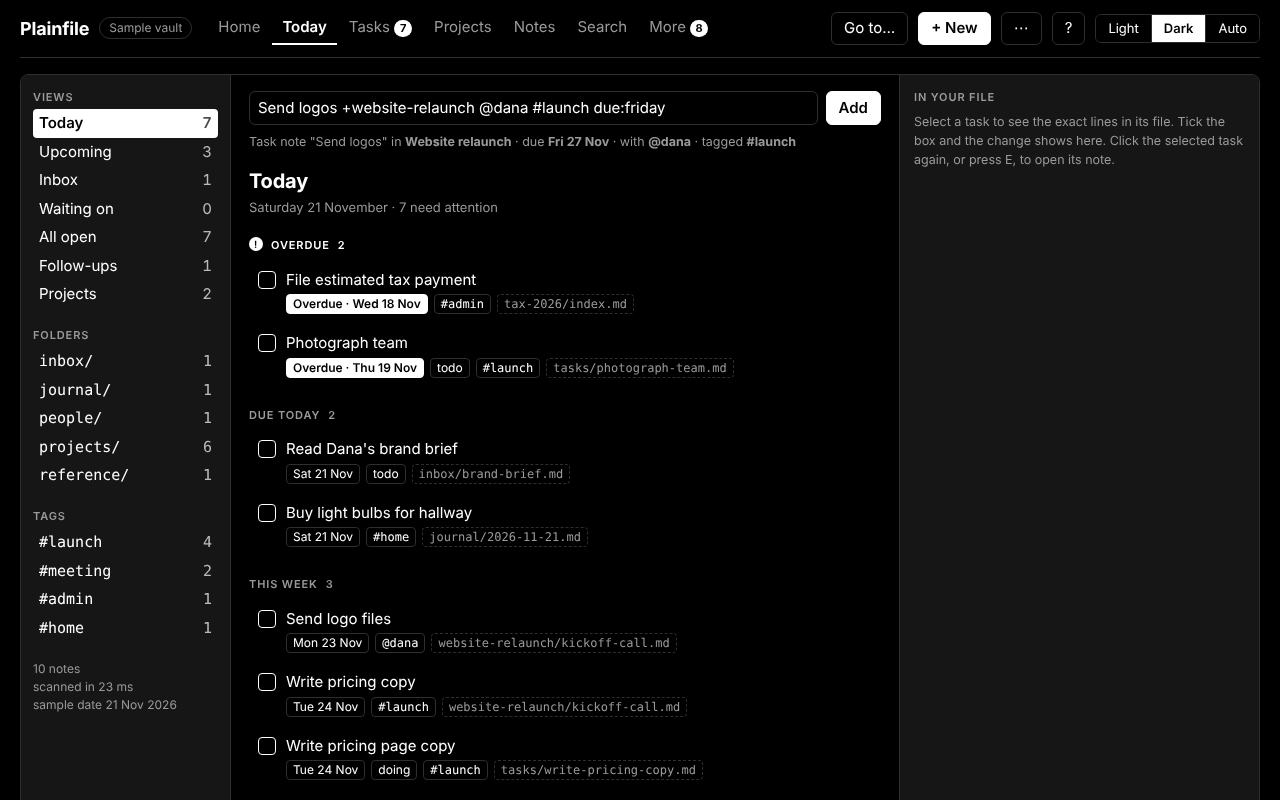 Plainfile Sample vault Home Today Tasks 7 Projects Notes Search More 8 Go to... + New ··· ? Light Dark Auto
VIEWS
Today 7
Upcoming 3
Inbox 1
Waiting on 0
All open 7
Follow-ups 1
Projects 2
FOLDERS
inbox/ 1
journal/ 1
people/ 1
projects/ 6
reference/ 1
TAGS
#launch 4
#meeting 2
#admin 1
#home 1
10 notes
scanned in 23 ms
sample date 21 Nov 2026
Send logos +website-relaunch @dana #launch due:friday Add
Task note "Send logos" in Website relaunch · due Fri 27 Nov · with @dana · tagged #launch
Today
Saturday 21 November · 7 need attention
! OVERDUE 2
File estimated tax payment
Overdue · Wed 18 Nov #admin tax-2026/index.md
Photograph team
Overdue · Thu 19 Nov todo #launch tasks/photograph-team.md
DUE TODAY 2
Read Dana's brand brief
Sat 21 Nov todo inbox/brand-brief.md
Buy light bulbs for hallway
Sat 21 Nov #home journal/2026-11-21.md
THIS WEEK 3
Send logo files
Mon 23 Nov @dana website-relaunch/kickoff-call.md
Write pricing copy
Tue 24 Nov #launch website-relaunch/kickoff-call.md
Write pricing page copy
Tue 24 Nov doing #launch tasks/write-pricing-copy.md
IN YOUR FILE
Select a task to see the exact lines in its file. Tick the
box and the change shows here. Click the selected task
again, or press E, to open its note.